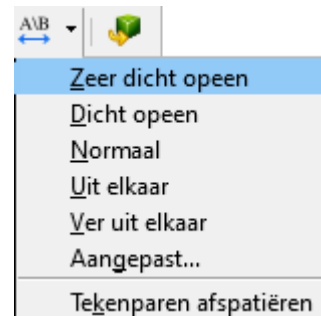 A\B
Zeer dicht opeen
Dicht opeen
Normaal
Uit elkaar
Ver uit elkaar
Aangepast...
Tekenparen afspatiëren